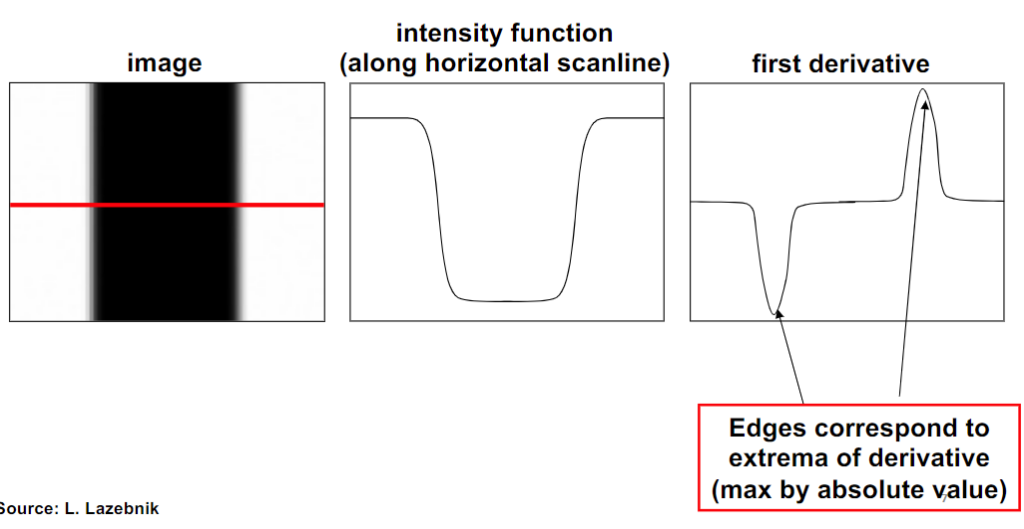 image
intensity function
(along horizontal scanline)
first derivative
Edges correspond to
extrema of derivative
(max by absolute value)
7
Source: L. Lazebnik